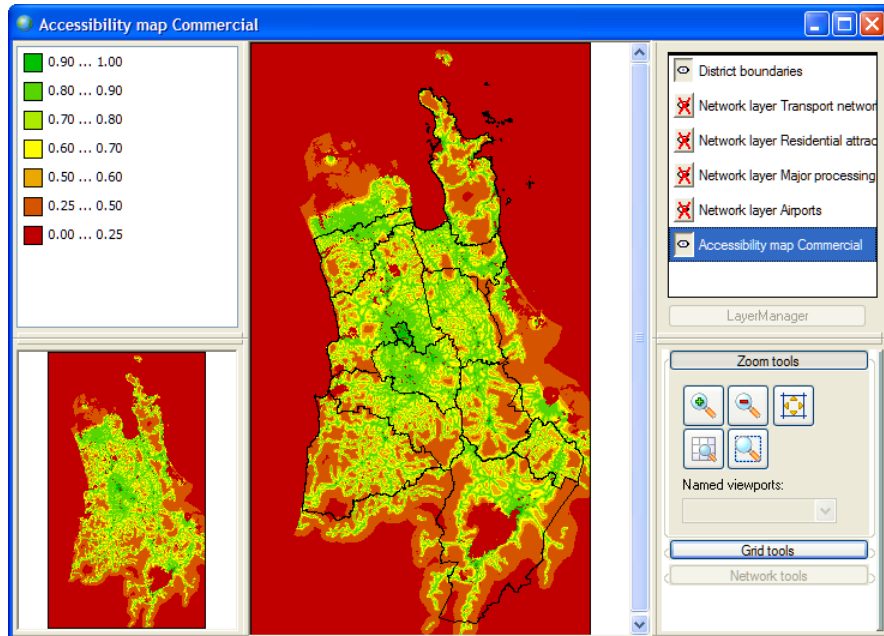 Accessibility map Commercial
0.90 ... 1.00
0.80 ... 0.90
0.70 ... 0.80
0.60 ... 0.70
0.50 ... 0.60
0.25 ... 0.50
0.00 ... 0.25
District boundaries
Network layer Transport networ
Network layer Residential attrac
Network layer Major processing
Network layer Airports
Accessibility map Commercial
LayerManager
Zoom tools
Named viewports:
Grid tools
Network tools